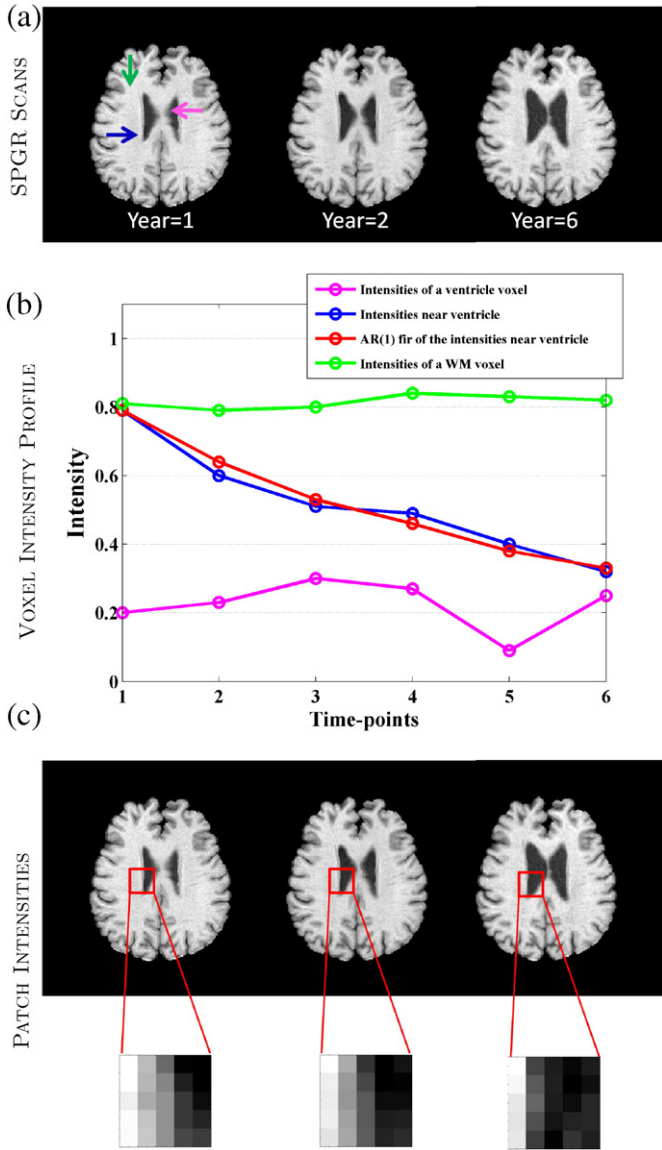 (a)
SPGR SCANS
Year=1 Year=2 Year=6
(b)
VOXEL INTENSITY PROFILE
Intensities of a ventricle voxel
Intensities near ventricle
AR(1) fir of the intensities near ventricle
Intensities of a WM voxel
Intensity
1
0.8
0.6
0.4
0.2
0
1 2 3 4 5 6
Time-points
(c)
PATCH INTENSITIES